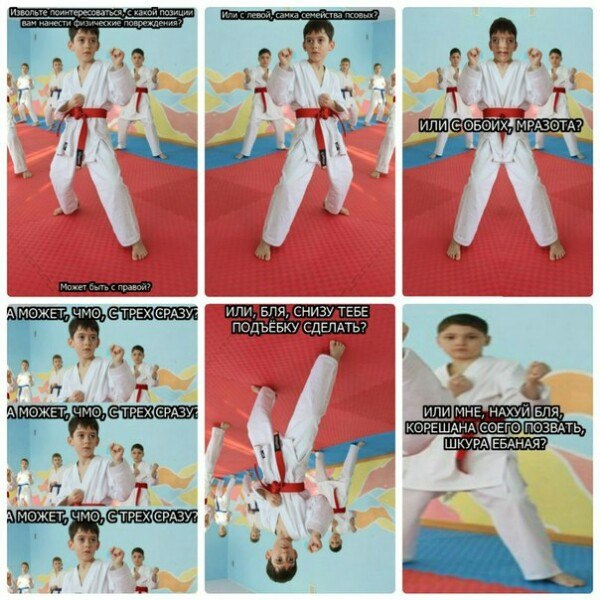 Извольте поинтересоваться, с какой позиции
вам нанести физические повреждения?
Может быть с правой?
Или с левой, самка семейства псовых?
ИЛИ С ОБОИХ, МРАЗОТА?
А МОЖЕТ, ЧМО, С ТРЕХ СРАЗУ?
А МОЖЕТ, ЧМО, С ТРЕХ СРАЗУ?
А МОЖЕТ, ЧМО, С ТРЕХ СРАЗУ?
ИЛИ, БЛЯ, СНИЗУ ТЕБЕ
ПОДЪЁБКУ СДЕЛАТЬ?
ИЛИ МНЕ, НАХУЙ БЛЯ,
КОРЕШАНА СОЕГО ПОЗВАТЬ,
ШКУРА ЕБАНАЯ?